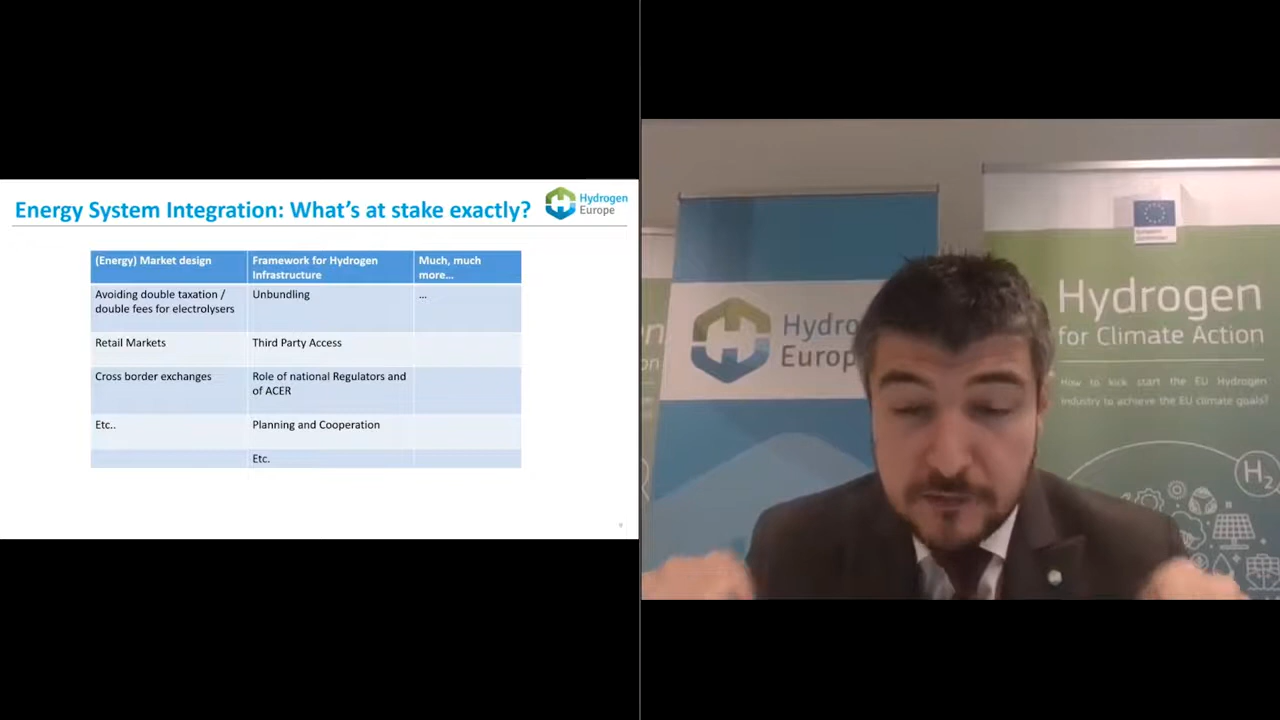 Energy System Integration: What's at stake exactly?
Hydrogen
Europe
(Energy) Market design
Framework for Hydrogen
Infrastructure
Much, much
more...
Avoiding double taxation /
double fees for electrolysers
Unbundling
...
Retail Markets
Third Party Access
Cross border exchanges
Role of national Regulators and
of ACER
Etc..
Planning and Cooperation
Etc.
Hydro
Europe
Hydrogen
for Climate Action
How to kick start the EU Hydrogen
Industry to achieve the EU climate goals?
H2